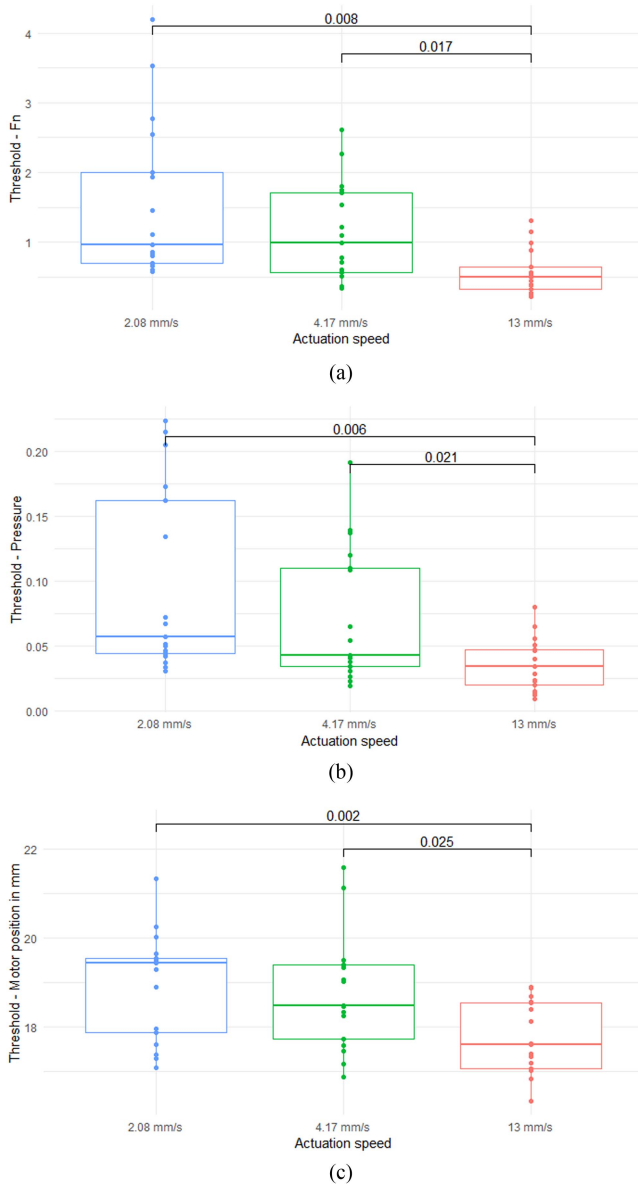 0.008
0.017
4
3
2
1
Threshold - Fn
2.08 mm/s 4.17 mm/s 13 mm/s
Actuation speed
(a)
0.006
0.021
0.20
0.15
0.10
0.05
0.00
Threshold - Pressure
2.08 mm/s 4.17 mm/s 13 mm/s
Actuation speed
(b)
0.002
0.025
22
20
18
Threshold - Motor position in mm
2.08 mm/s 4.17 mm/s 13 mm/s
Actuation speed
(c)